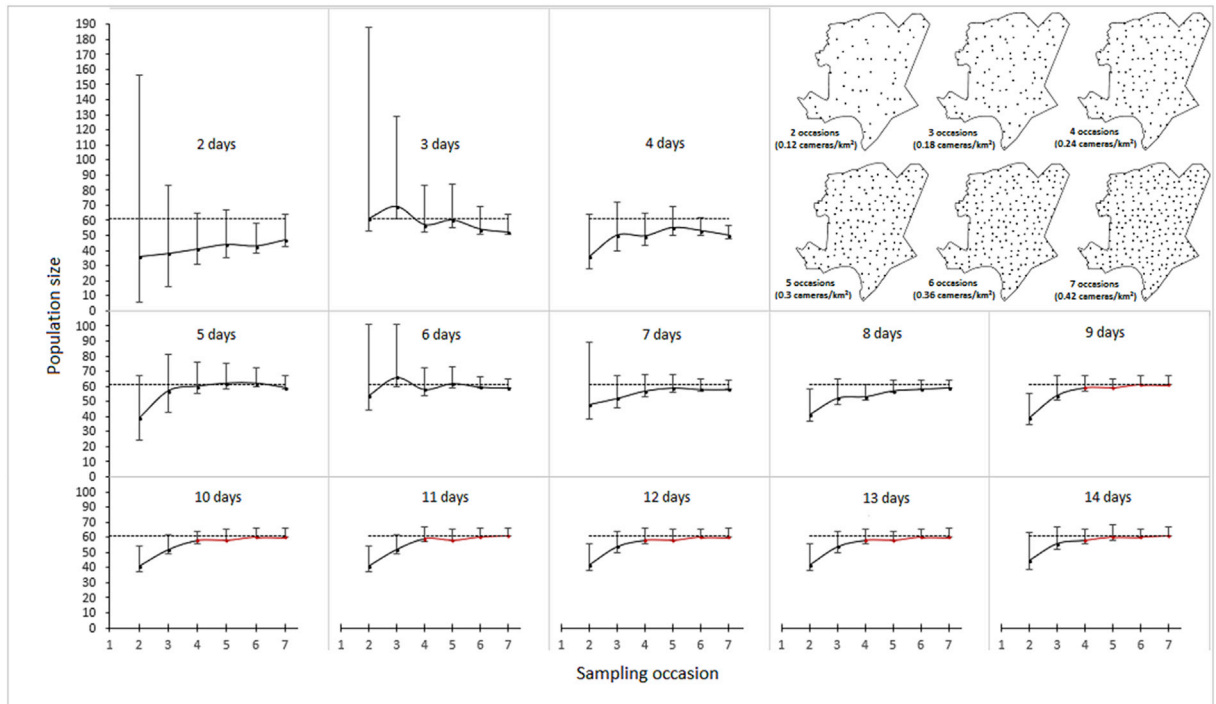 Population size
190
180
170
160
150
140
130
120
110
100
90
80
70
60
50
40
30
20
10
0
2 days
3 days
4 days
2 occasions
(0.12 cameras/km²)
3 occasions
(0.18 cameras/km²)
4 occasions
(0.24 cameras/km²)
5 occasions
(0.3 cameras/km²)
6 occasions
(0.36 cameras/km²)
7 occasions
(0.42 cameras/km²)
100
90
80
70
60
50
40
30
20
10
0
5 days
6 days
7 days
8 days
9 days
100
90
80
70
60
50
40
30
20
10
0
10 days
11 days
12 days
13 days
14 days
1 2 3 4 5 6 7
1 2 3 4 5 6 7
1 2 3 4 5 6 7
1 2 3 4 5 6 7
1 2 3 4 5 6 7
Sampling occasion